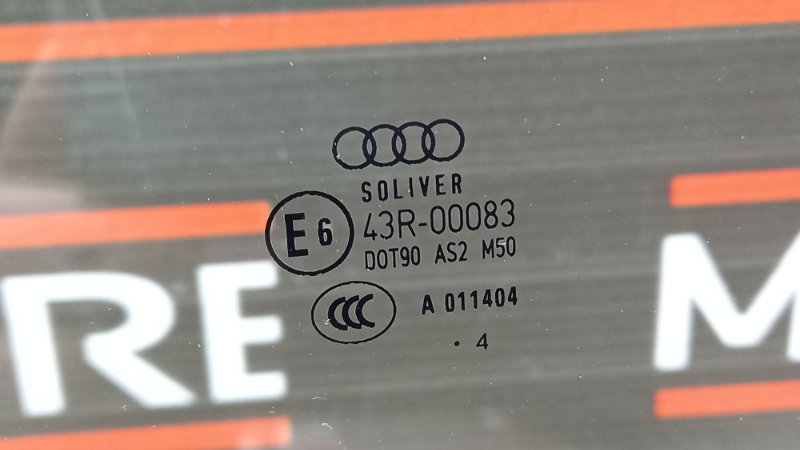 SOLIVER
E6 43R-00083
DOT90 AS2 M50
CCC A 011404
. 4
RE M